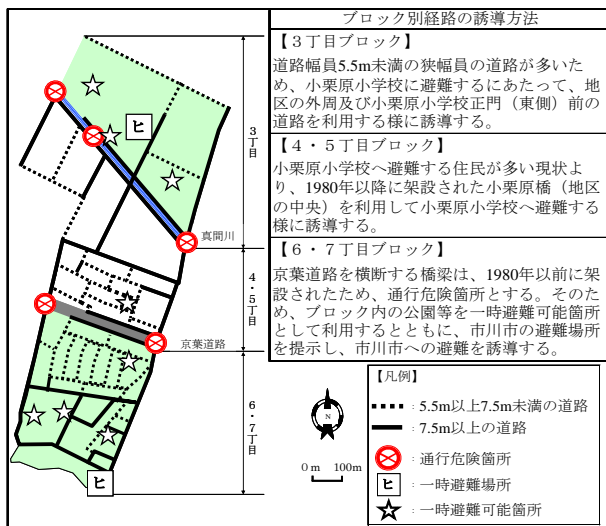 ブロック別経路の誘導方法
【3丁目ブロック】
道路幅員5.5m未満の狭幅員の道路が多いた
め、小栗原小学校に避難するにあたって、地
区の外周及び小栗原小学校正門（東側）前の
道路を利用する様に誘導する。
【4・5丁目ブロック】
小栗原小学校へ避難する住民が多い現状よ
り、1980年以降に架設された小栗原橋（地区
の中央）を利用して小栗原小学校へ避難する
様に誘導する。
【6・7丁目ブロック】
京葉道路を横断する橋梁は、1980年以前に架
設されたため、通行危険箇所とする。そのた
め、ブロック内の公園等を一時避難可能箇所
として利用するとともに、市川市の避難場所
を提示し、市川市への避難を誘導する。
【凡例】
：5.5m以上7.5m未満の道路
：7.5m以上の道路
：通行危険箇所
ヒ ：一時避難場所
：一時避難可能箇所
N
0 m 100m
ヒ
3丁目
真間川
4・5丁目
京葉道路
6・7丁目
ヒ